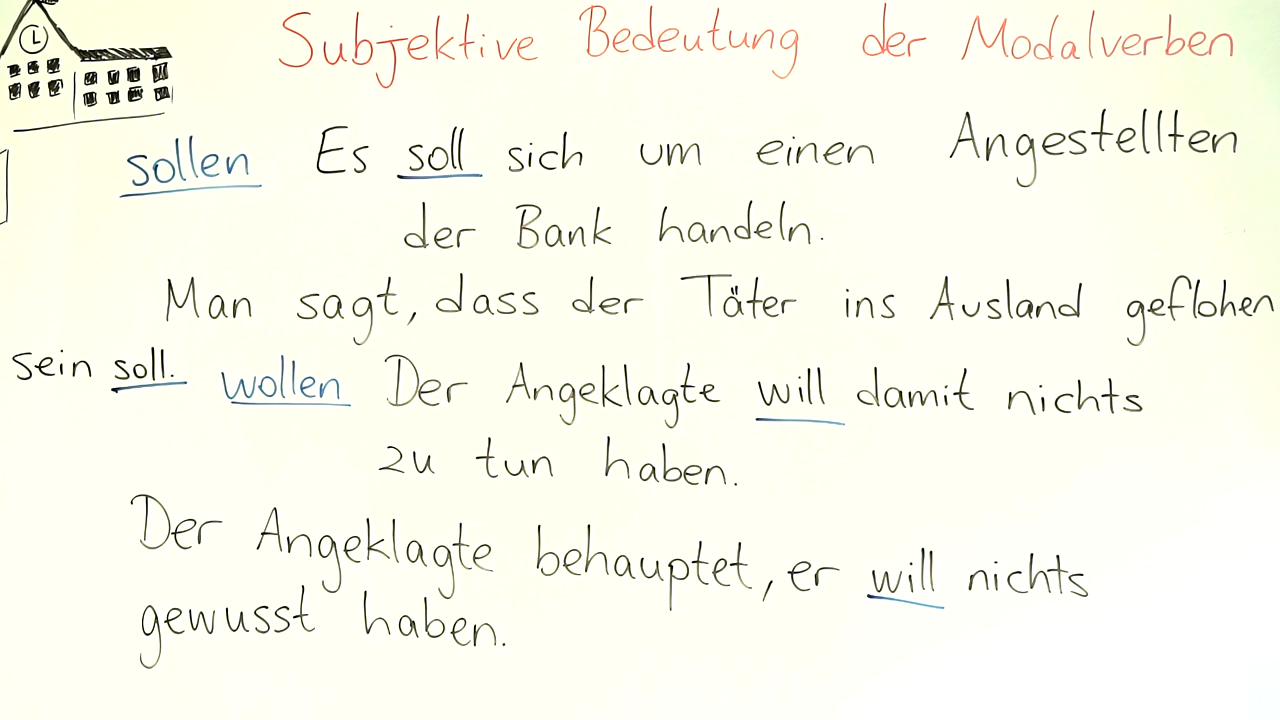 Subjektive Bedeutung der Modalverben
sollen Es soll sich um einen Angestellten
der Bank handeln.
Man sagt, dass der Täter ins Ausland geflohen
sein soll. wollen Der Angeklagte will damit nichts
zu tun haben.
Der Angeklagte behauptet, er will nichts
gewusst haben.